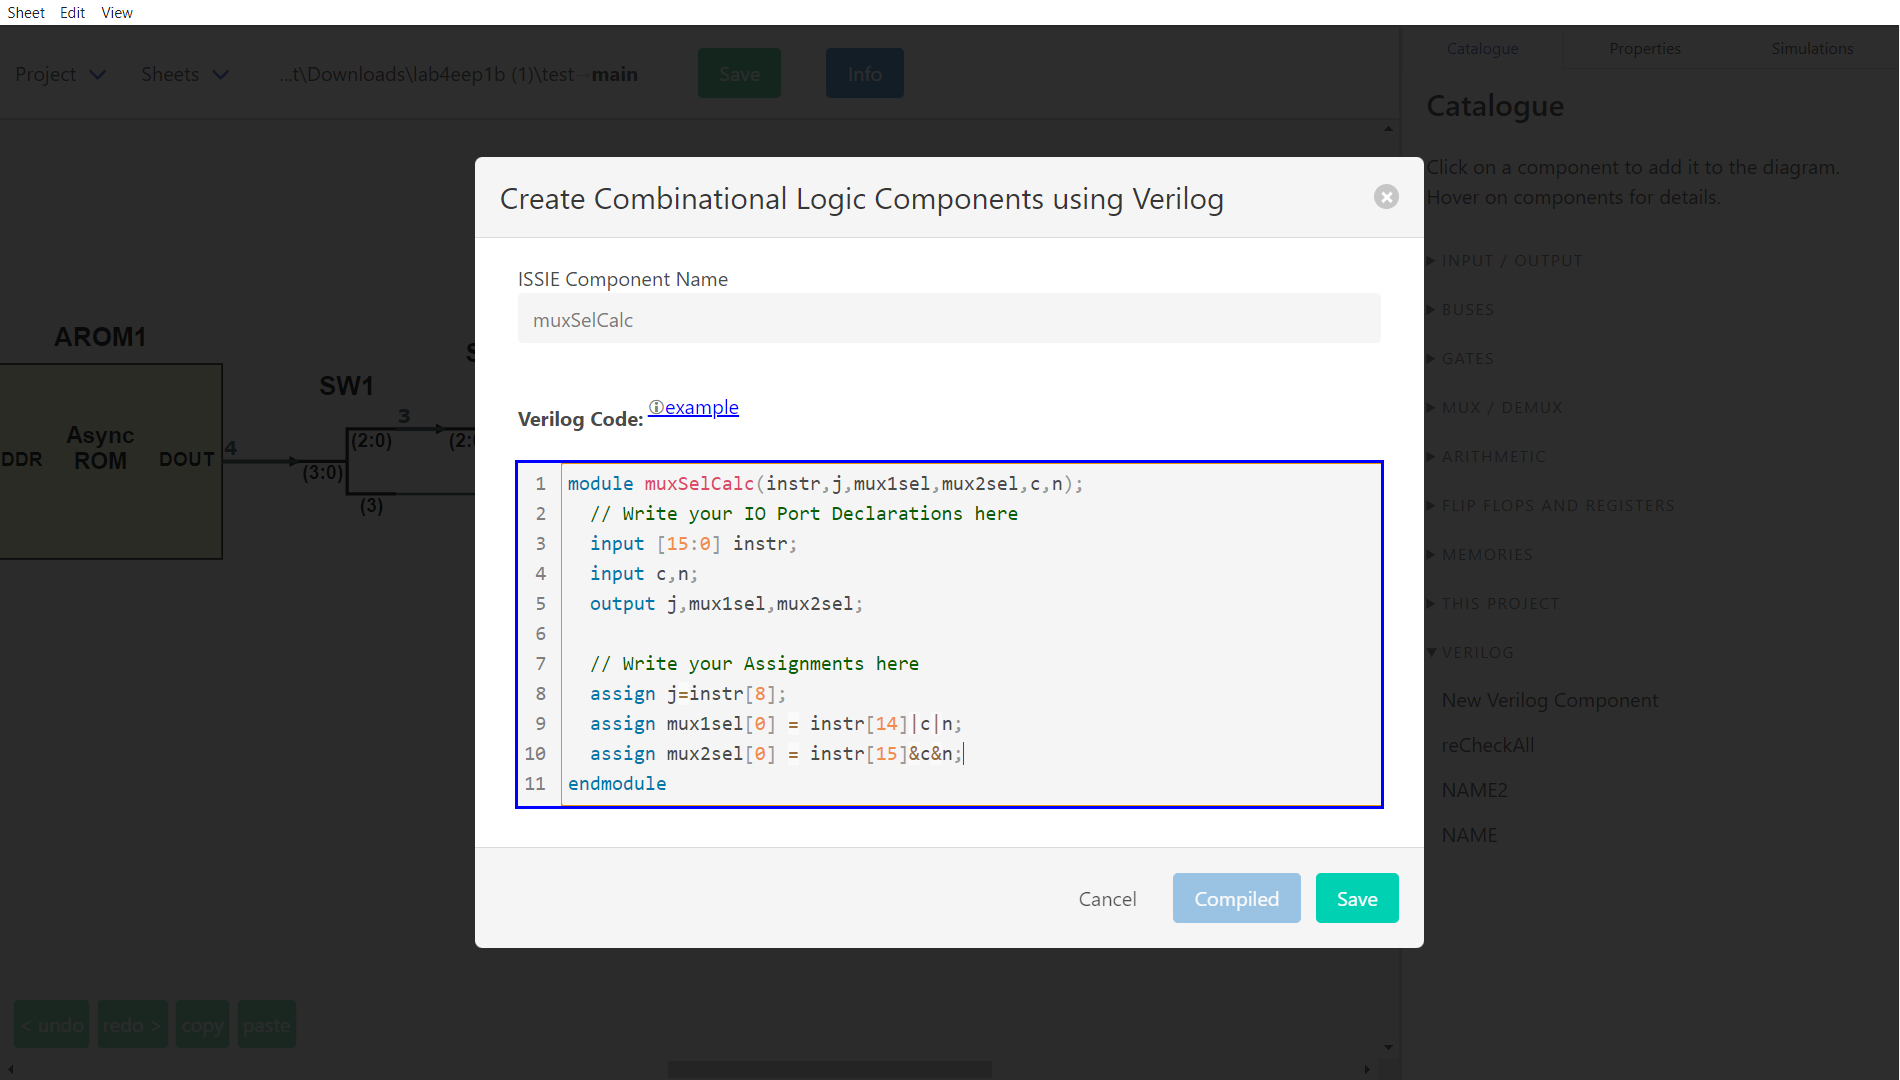 Sheet Edit View
Project Sheets ...t\Downloads\lab4eep1b (1)\test→main Save Info
Catalogue Properties Simulations
Catalogue
Click on a component to add it to the diagram.
Hover on components for details.
INPUT / OUTPUT
BUSES
GATES
MUX / DEMUX
ARITHMETIC
FLIP FLOPS AND REGISTERS
MEMORIES
THIS PROJECT
VERILOG
New Verilog Component
reCheckAll
NAME2
NAME
AROM1
Async
ROM
DDR
DOUT
4
SW1
3
(2:0)
(3:0)
(3)
Create Combinational Logic Components using Verilog
ISSIE Component Name
muxSelCalc
Verilog Code: ⓘexample
1 module muxSelCalc(instr,j,mux1sel,mux2sel,c,n);
2 // Write your IO Port Declarations here
3 input [15:0] instr;
4 input c,n;
5 output j,mux1sel,mux2sel;
6
7 // Write your Assignments here
8 assign j=instr[8];
9 assign mux1sel[0] = instr[14]|c|n;
10 assign mux2sel[0] = instr[15]&c&n;
11 endmodule
Cancel Compiled Save
< undo redo > copy paste